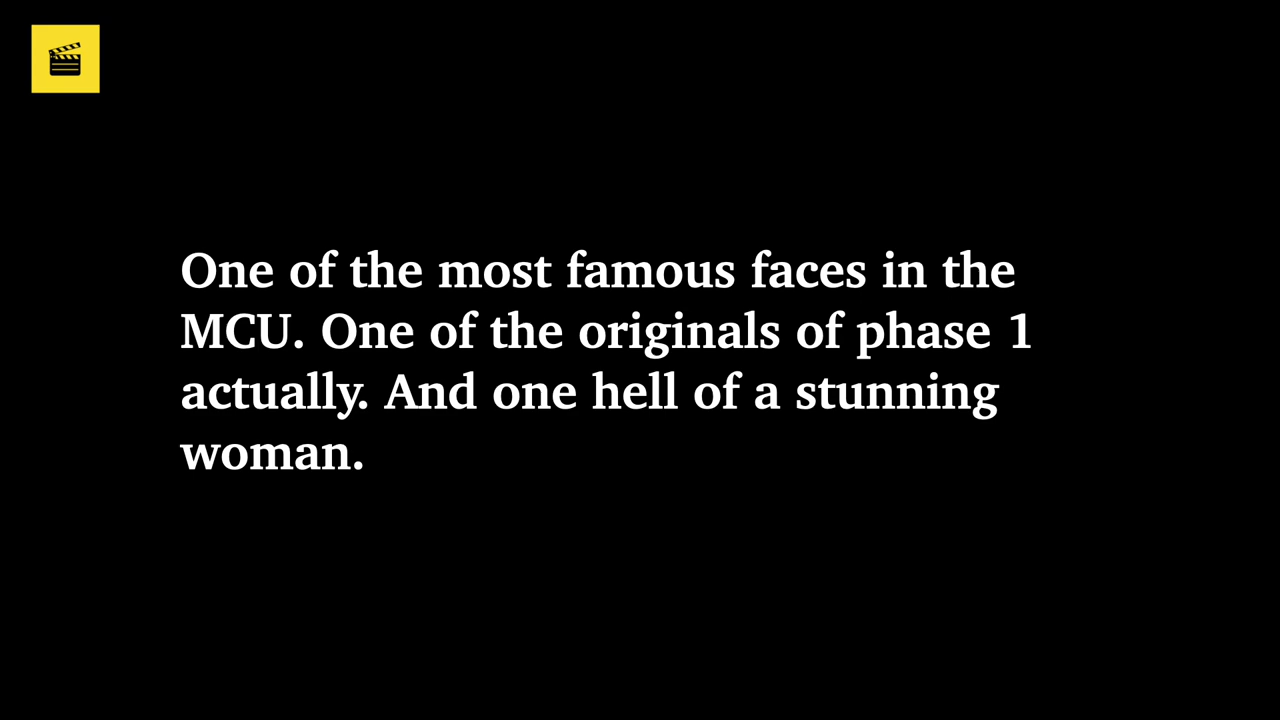 One of the most famous faces in the
MCU. One of the originals of phase 1
actually. And one hell of a stunning
woman.